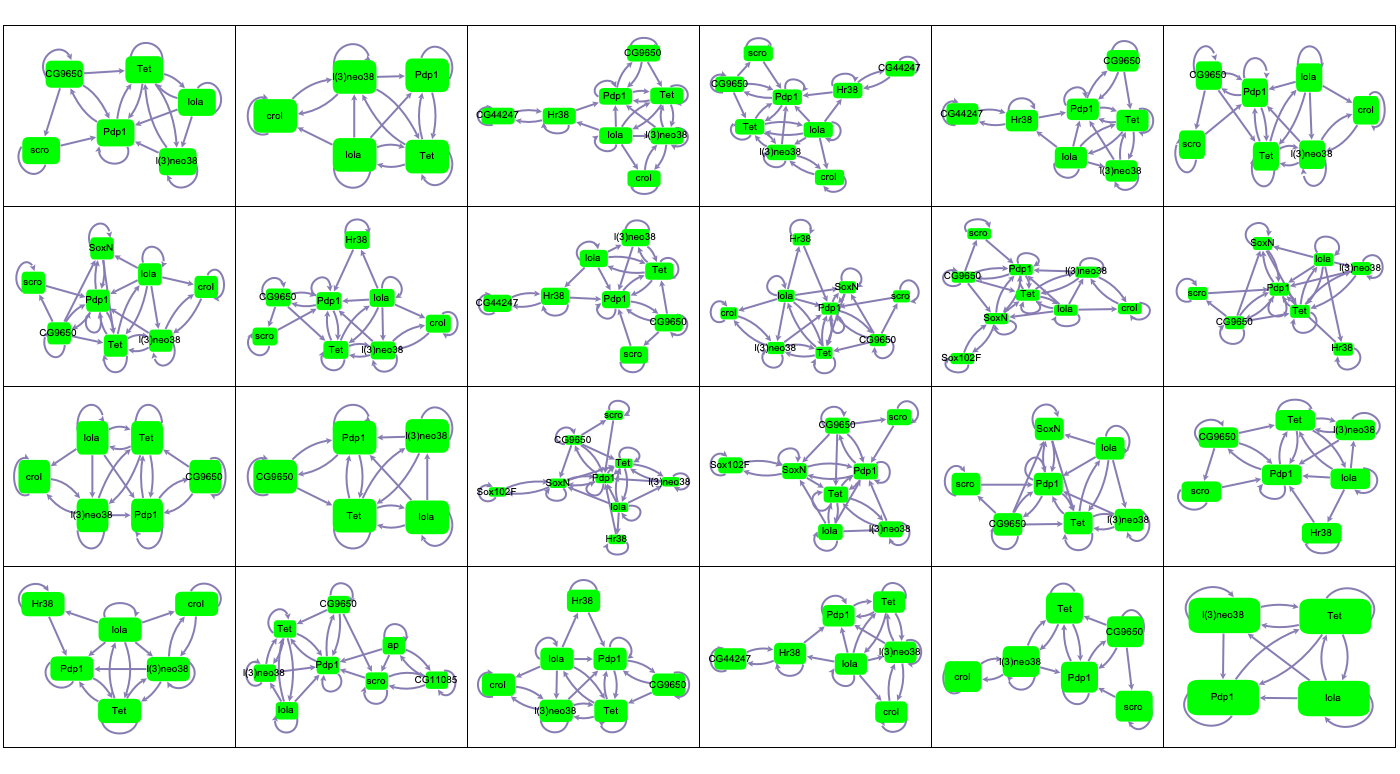 CG9650 Tet lola Pdp1 scro l(3)neo38
l(3)neo38 Pdp1 crol lola Tet
CG9650 Pdp1 Tet CG44247 Hr38 lola l(3)neo38 crol
scro CG9650 Pdp1 Hr38 CG44247 Tet lola l(3)neo38 crol
CG9650 CG44247 Hr38 Pdp1 Tet lola l(3)neo38
CG9650 lola Pdp1 crol scro Tet l(3)neo38
SoxN lola scro crol Pdp1 CG9650 Tet l(3)neo38
Hr38 CG9650 Pdp1 lola scro crol Tet l(3)neo38
l(3)neo38 lola Tet CG44247 Hr38 Pdp1 CG9650 scro
Hr38 SoxN lola scro crol Pdp1 l(3)neo38 Tet CG9650
scro Pdp1 l(3)neo38 CG9650 Tet lola crol SoxN Sox102F
SoxN lola l(3)neo38 scro Pdp1 CG9650 Tet Hr38
lola Tet crol CG9650 l(3)neo38 Pdp1
Pdp1 l(3)neo38 CG9650 Tet lola
scro CG9650 Tet Pdp1 l(3)neo38 SoxN Sox102F lola Hr38
CG9650 scro Sox102F SoxN Pdp1 Tet lola l(3)neo38
SoxN lola scro Pdp1 CG9650 Tet l(3)neo38
Tet CG9650 l(3)neo38 Pdp1 lola scro Hr38
Hr38 crol lola Pdp1 l(3)neo38 Tet
CG9650 Tet ap l(3)neo38 Pdp1 scro CG11085 lola
Hr38 lola Pdp1 crol CG9650 l(3)neo38 Tet
Tet Pdp1 CG44247 Hr38 lola l(3)neo38 crol
Tet CG9650 l(3)neo38 crol Pdp1 scro
l(3)neo38 Tet Pdp1 lola